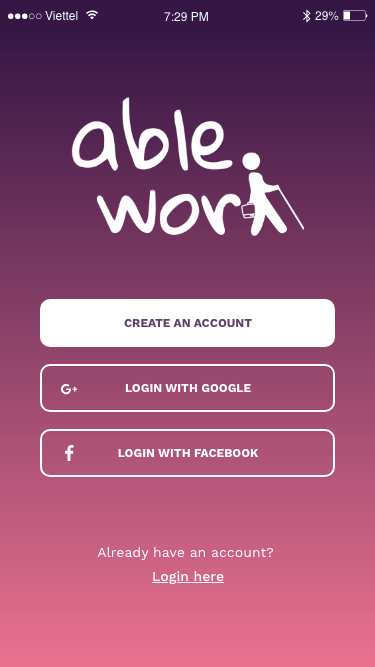 Viettel 7:29 PM 29%
able
work
CREATE AN ACCOUNT
G+ LOGIN WITH GOOGLE
f LOGIN WITH FACEBOOK
Already have an account?
Login here